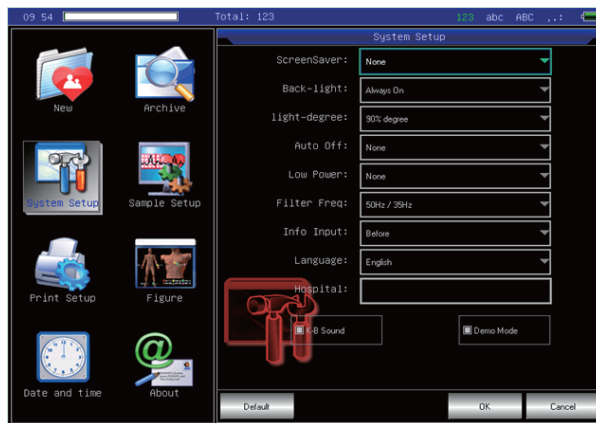 09 54 Total: 123 123 abc ABC ,.:
System Setup
New
Archive
System Setup
Sample Setup
Print Setup
Figure
Date and time
About
ScreenSaver: None
Back-light: Always On
light-degree: 90% degree
Auto Off: None
Low Power: None
Filter Freq: 50Hz / 35Hz
Info Input: Before
Language: English
Hospital:
K-B Sound Demo Mode
Default OK Cancel